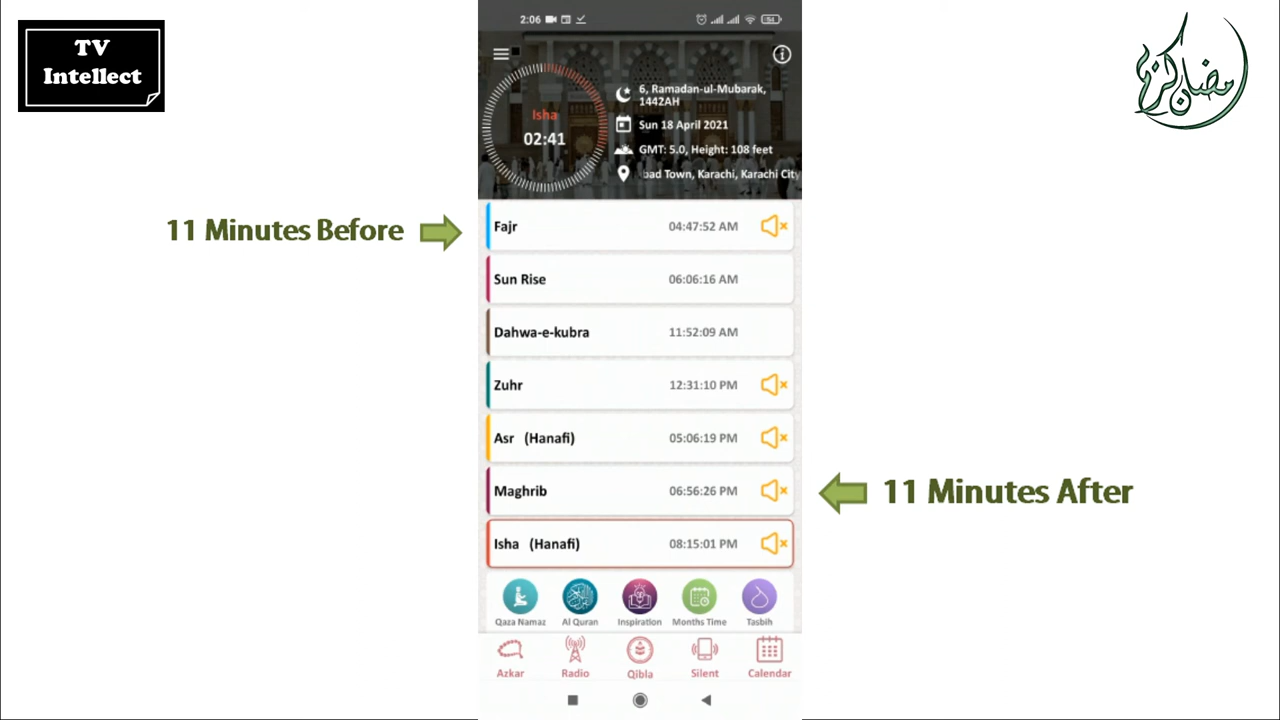 TV
Intellect
2:06
54
Isha
02:41
6, Ramadan-ul-Mubarak,
1442AH
Sun 18 April 2021
GMT: 5.0, Height: 108 feet
bad Town, Karachi, Karachi City
رمضان كريم
11 Minutes Before
Fajr 04:47:52 AM
Sun Rise 06:06:16 AM
Dahwa-e-kubra 11:52:09 AM
Zuhr 12:31:10 PM
Asr (Hanafi) 05:06:19 PM
Maghrib 06:56:26 PM
11 Minutes After
Isha (Hanafi) 08:15:01 PM
Qaza Namaz Al Quran Inspiration Months Time Tasbih
Azkar Radio Qibla Silent Calendar